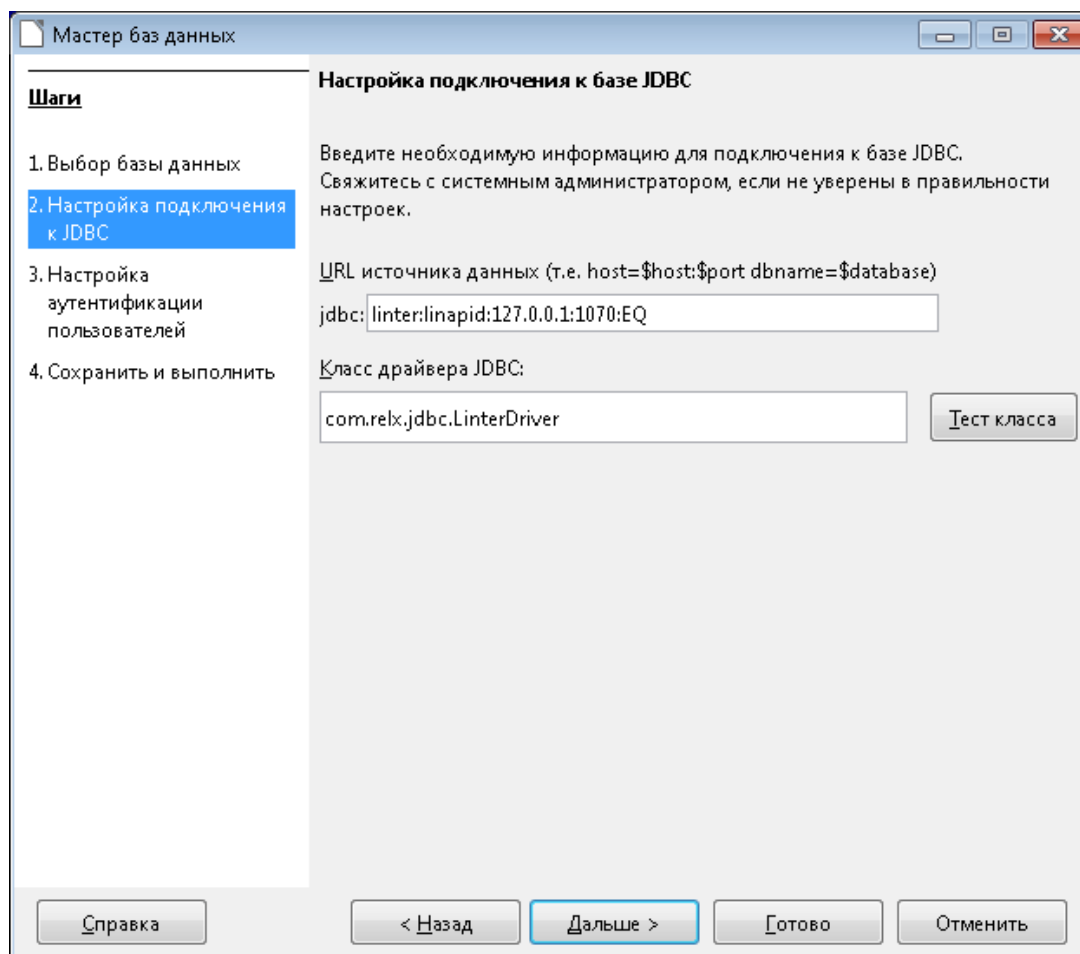 Мастер баз данных
Шаги
1. Выбор базы данных
2. Настройка подключения
к JDBC
3. Настройка
аутентификации
пользователей
4. Сохранить и выполнить
Настройка подключения к базе JDBC
Введите необходимую информацию для подключения к базе JDBC.
Свяжитесь с системным администратором, если не уверены в правильности
настроек.
URL источника данных (т.е. host=$host:$port dbname=$database)
jdbc: linter:linapid:127.0.0.1:1070:EQ
Класс драйвера JDBC:
com.relx.jdbc.LinterDriver
Тест класса
Справка
< Назад
Дальше >
Готово
Отменить